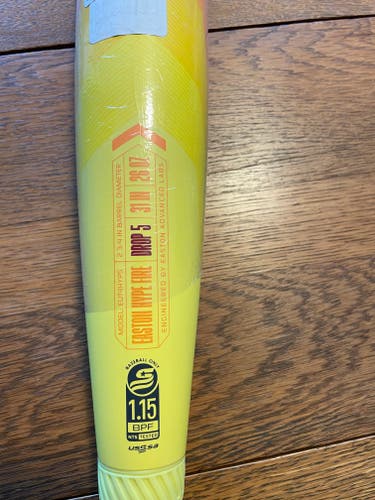 MODEL: EUT4HYP5
2 3/4 IN BARREL DIAMETER
EASTON HYPE FIRE
DROP 5
31 IN
26 OZ
ENGINEERED BY EASTON ADVANCED LABS
BASEBALL ONLY
1.15
BPF
NTS TESTED
USSSA